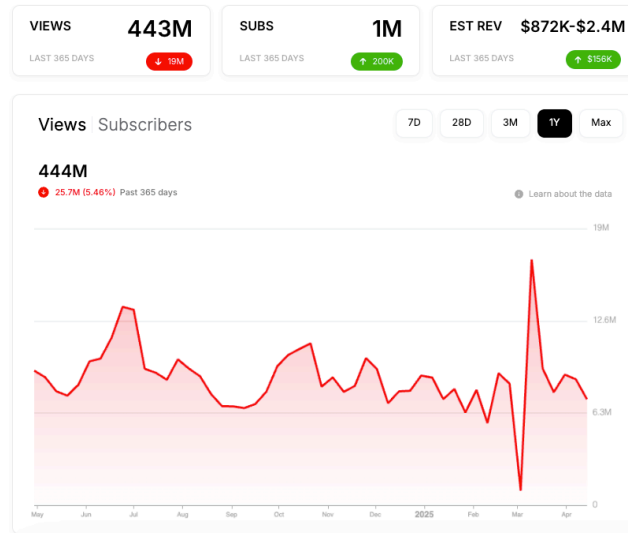 VIEWS 443M
LAST 365 DAYS ↓ 19M
SUBS 1M
LAST 365 DAYS ↑ 200K
EST REV $872K-$2.4M
LAST 365 DAYS ↑ $156K
Views Subscribers
7D 28D 3M 1Y Max
444M
25.7M (5.46%) Past 365 days
Learn about the data
19M
12.6M
6.3M
0
May Jun Jul Aug Sep Oct Nov Dec 2025 Feb Mar Apr